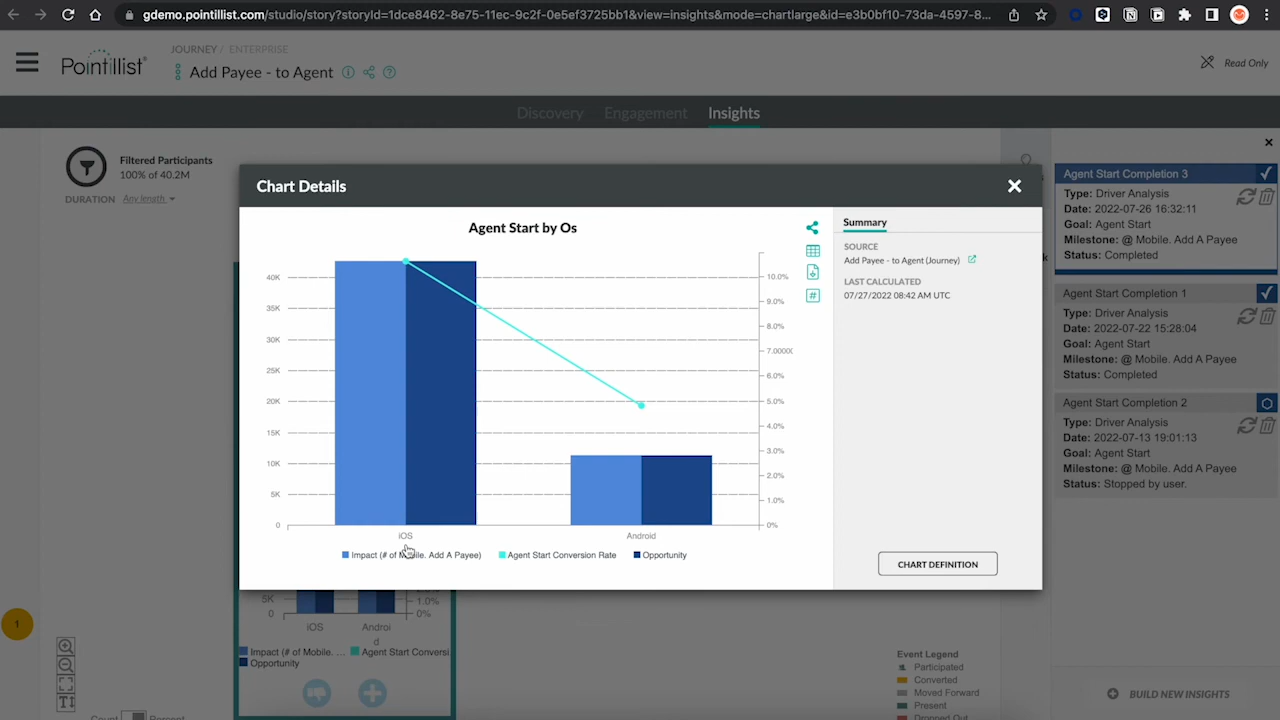 gdemo.pointillist.com/studio/story?storyId=1dce8462-8e75-11ec-9c2f-0e5ef3725bb1&view=insights&mode=chartlarge&id=e3b0bf10-73da-4597-8...
Pointillist
JOURNEY / ENTERPRISE
Add Payee - to Agent
Read Only
Discovery
Engagement
Insights
Filtered Participants
100% of 40.2M
DURATION Any length
Chart Details
Agent Start by Os
40K
35K
30K
25K
20K
15K
10K
5K
0
10.0%
9.0%
8.0%
7.0000X
6.0%
5.0%
4.0%
3.0%
2.0%
1.0%
0%
iOS
Android
Impact (# of Mobile. Add A Payee)
Agent Start Conversion Rate
Opportunity
Summary
SOURCE
Add Payee - to Agent (Journey)
LAST CALCULATED
07/27/2022 08:42 AM UTC
CHART DEFINITION
Agent Start Completion 3
Type: Driver Analysis
Date: 2022-07-26 16:32:11
Goal: Agent Start
Milestone: @ Mobile. Add A Payee
Status: Completed
Agent Start Completion 1
Type: Driver Analysis
Date: 2022-07-22 15:28:04
Goal: Agent Start
Milestone: @ Mobile. Add A Payee
Status: Completed
Agent Start Completion 2
Type: Driver Analysis
Date: 2022-07-13 19:01:13
Goal: Agent Start
Milestone: @ Mobile. Add A Payee
Status: Stopped by user.
1
5K
0
1.0%
0%
iOS
Androi
d
Impact (# of Mobile. ...
Agent Start Conversi
Opportunity
Count
Percent
Event Legend
Participated
Converted
Moved Forward
Present
Dropped Out
BUILD NEW INSIGHTS